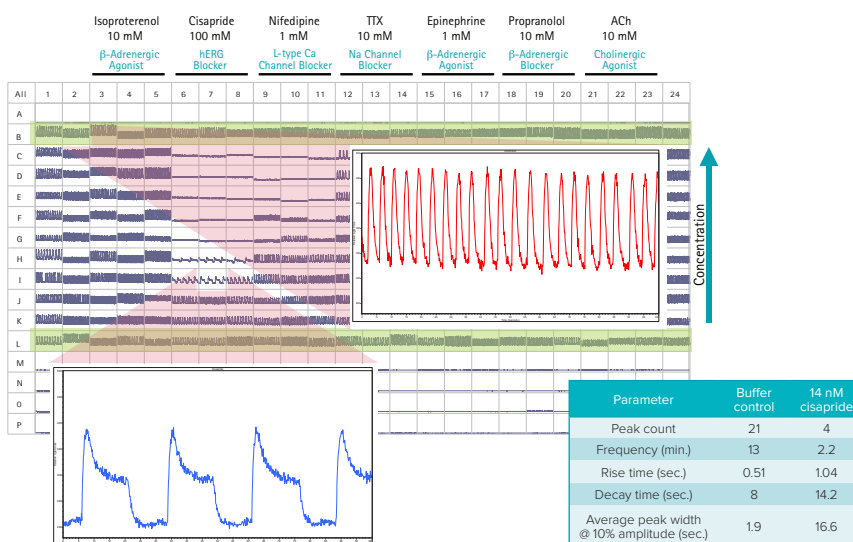 Isoproterenol Cisapride Nifedipine TTX Epinephrine Propranolol ACh
10 mM 100 mM 1 mM 10 mM 1 mM 10 mM 10 mM
β-Adrenergic hERG L-type Ca Na Channel β-Adrenergic β-Adrenergic Cholinergic
Agonist Blocker Channel Blocker Blocker Agonist Blocker Agonist
All 1 2 3 4 5 6 7 8 9 10 11 12 13 14 15 16 17 18 19 20 21 22 23 24
A
B
C
D
E
F
G
H
I
J
K
L
M
N
O
P
Concentration
Parameter Buffer control 14 nM cisapride
Peak count 21 4
Frequency (min.) 13 2.2
Rise time (sec.) 0.51 1.04
Decay time (sec.) 8 14.2
Average peak width
@ 10% amplitude (sec.) 1.9 16.6